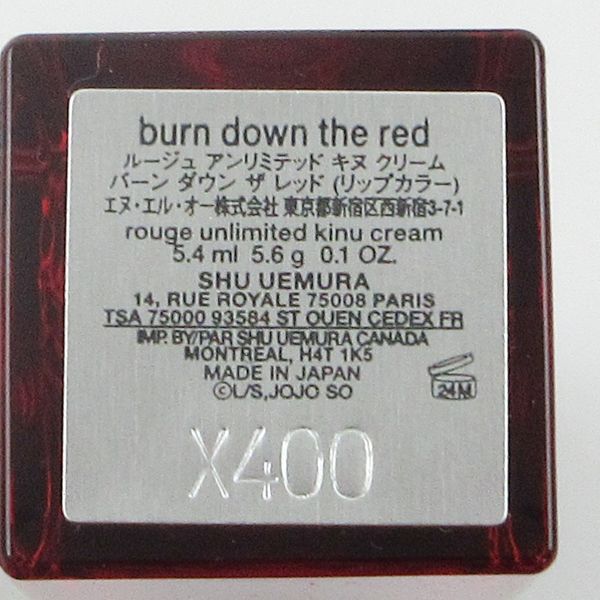 burn down the red
ルージュ アンリミテッド キヌ クリーム
バーン ダウン ザ レッド (リップカラー)
エヌ・エル・オー株式会社 東京都新宿区西新宿3-7-1
rouge unlimited kinu cream
5.4 ml 5.6 g 0.1 OZ.
SHU UEMURA
14, RUE ROYALE 75008 PARIS
TSA 75000 93584 ST OUEN CEDEX FR
IMP. BY/PAR SHU UEMURA CANADA
MONTREAL, H4T 1K5
MADE IN JAPAN
©L/S,JOJO SO
24M
X400